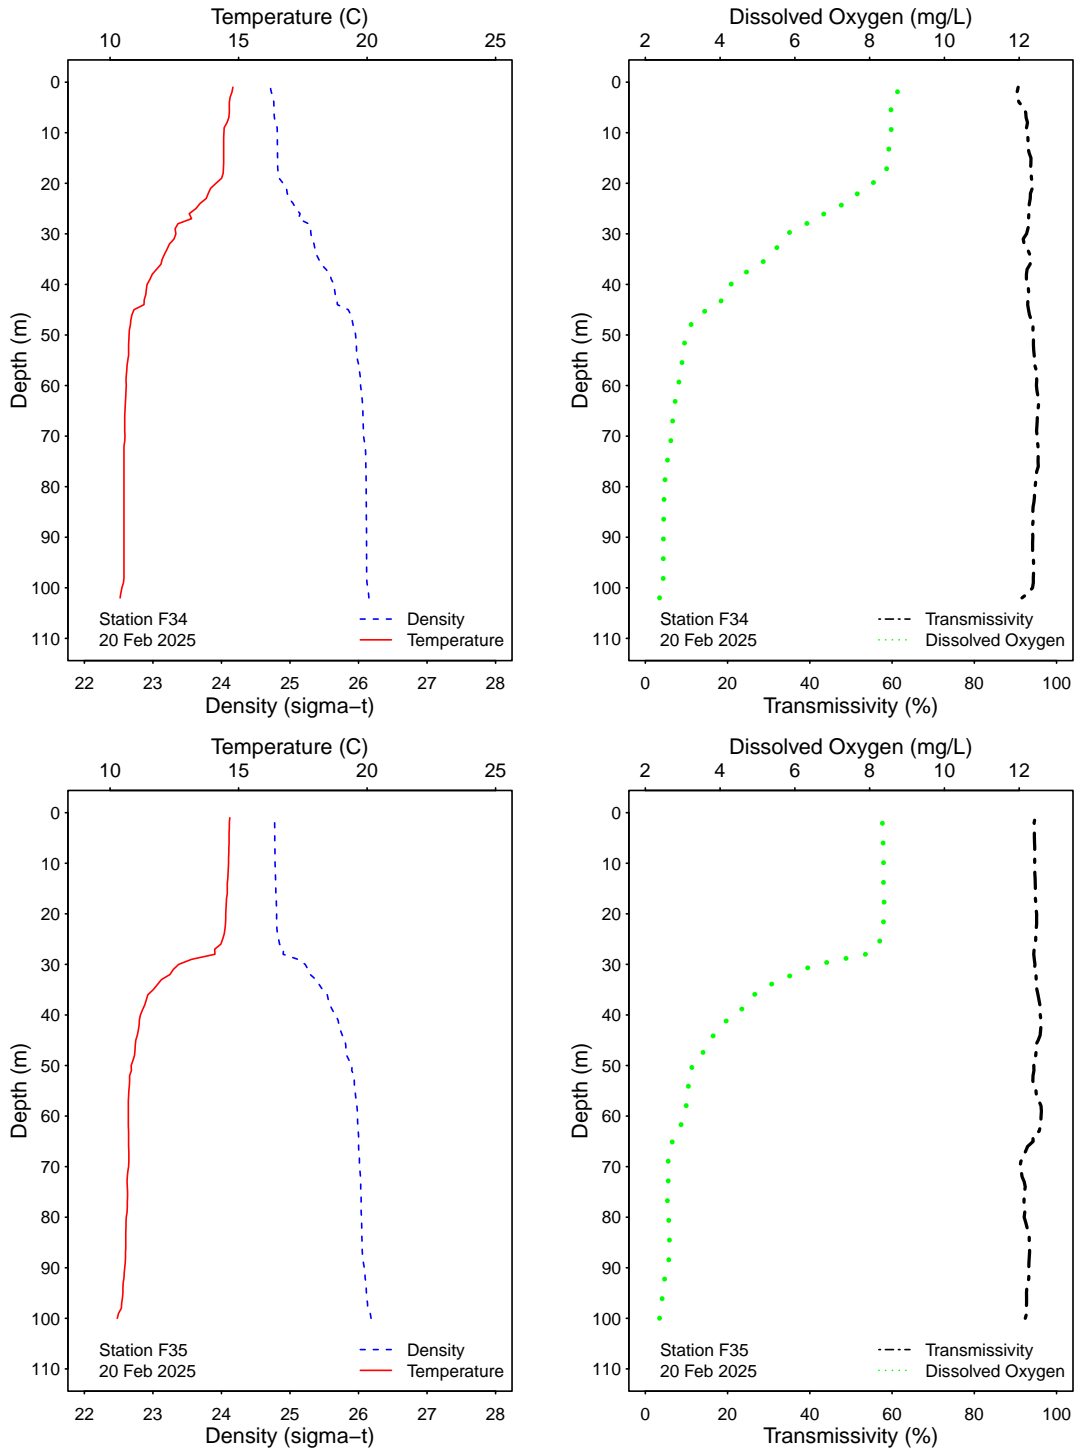 Temperature (C)
10 15 20 25
0
10
20
30
40
50
60
70
80
90
100
110
Depth (m)
Station F34
20 Feb 2025
Density
Temperature
22 23 24 25 26 27 28
Density (sigma−t)
Dissolved Oxygen (mg/L)
2 4 6 8 10 12
0
10
20
30
40
50
60
70
80
90
100
110
Depth (m)
Station F34
20 Feb 2025
Transmissivity
Dissolved Oxygen
0 20 40 60 80 100
Transmissivity (%)
Temperature (C)
10 15 20 25
0
10
20
30
40
50
60
70
80
90
100
110
Depth (m)
Station F35
20 Feb 2025
Density
Temperature
22 23 24 25 26 27 28
Density (sigma−t)
Dissolved Oxygen (mg/L)
2 4 6 8 10 12
0
10
20
30
40
50
60
70
80
90
100
110
Depth (m)
Station F35
20 Feb 2025
Transmissivity
Dissolved Oxygen
0 20 40 60 80 100
Transmissivity (%)